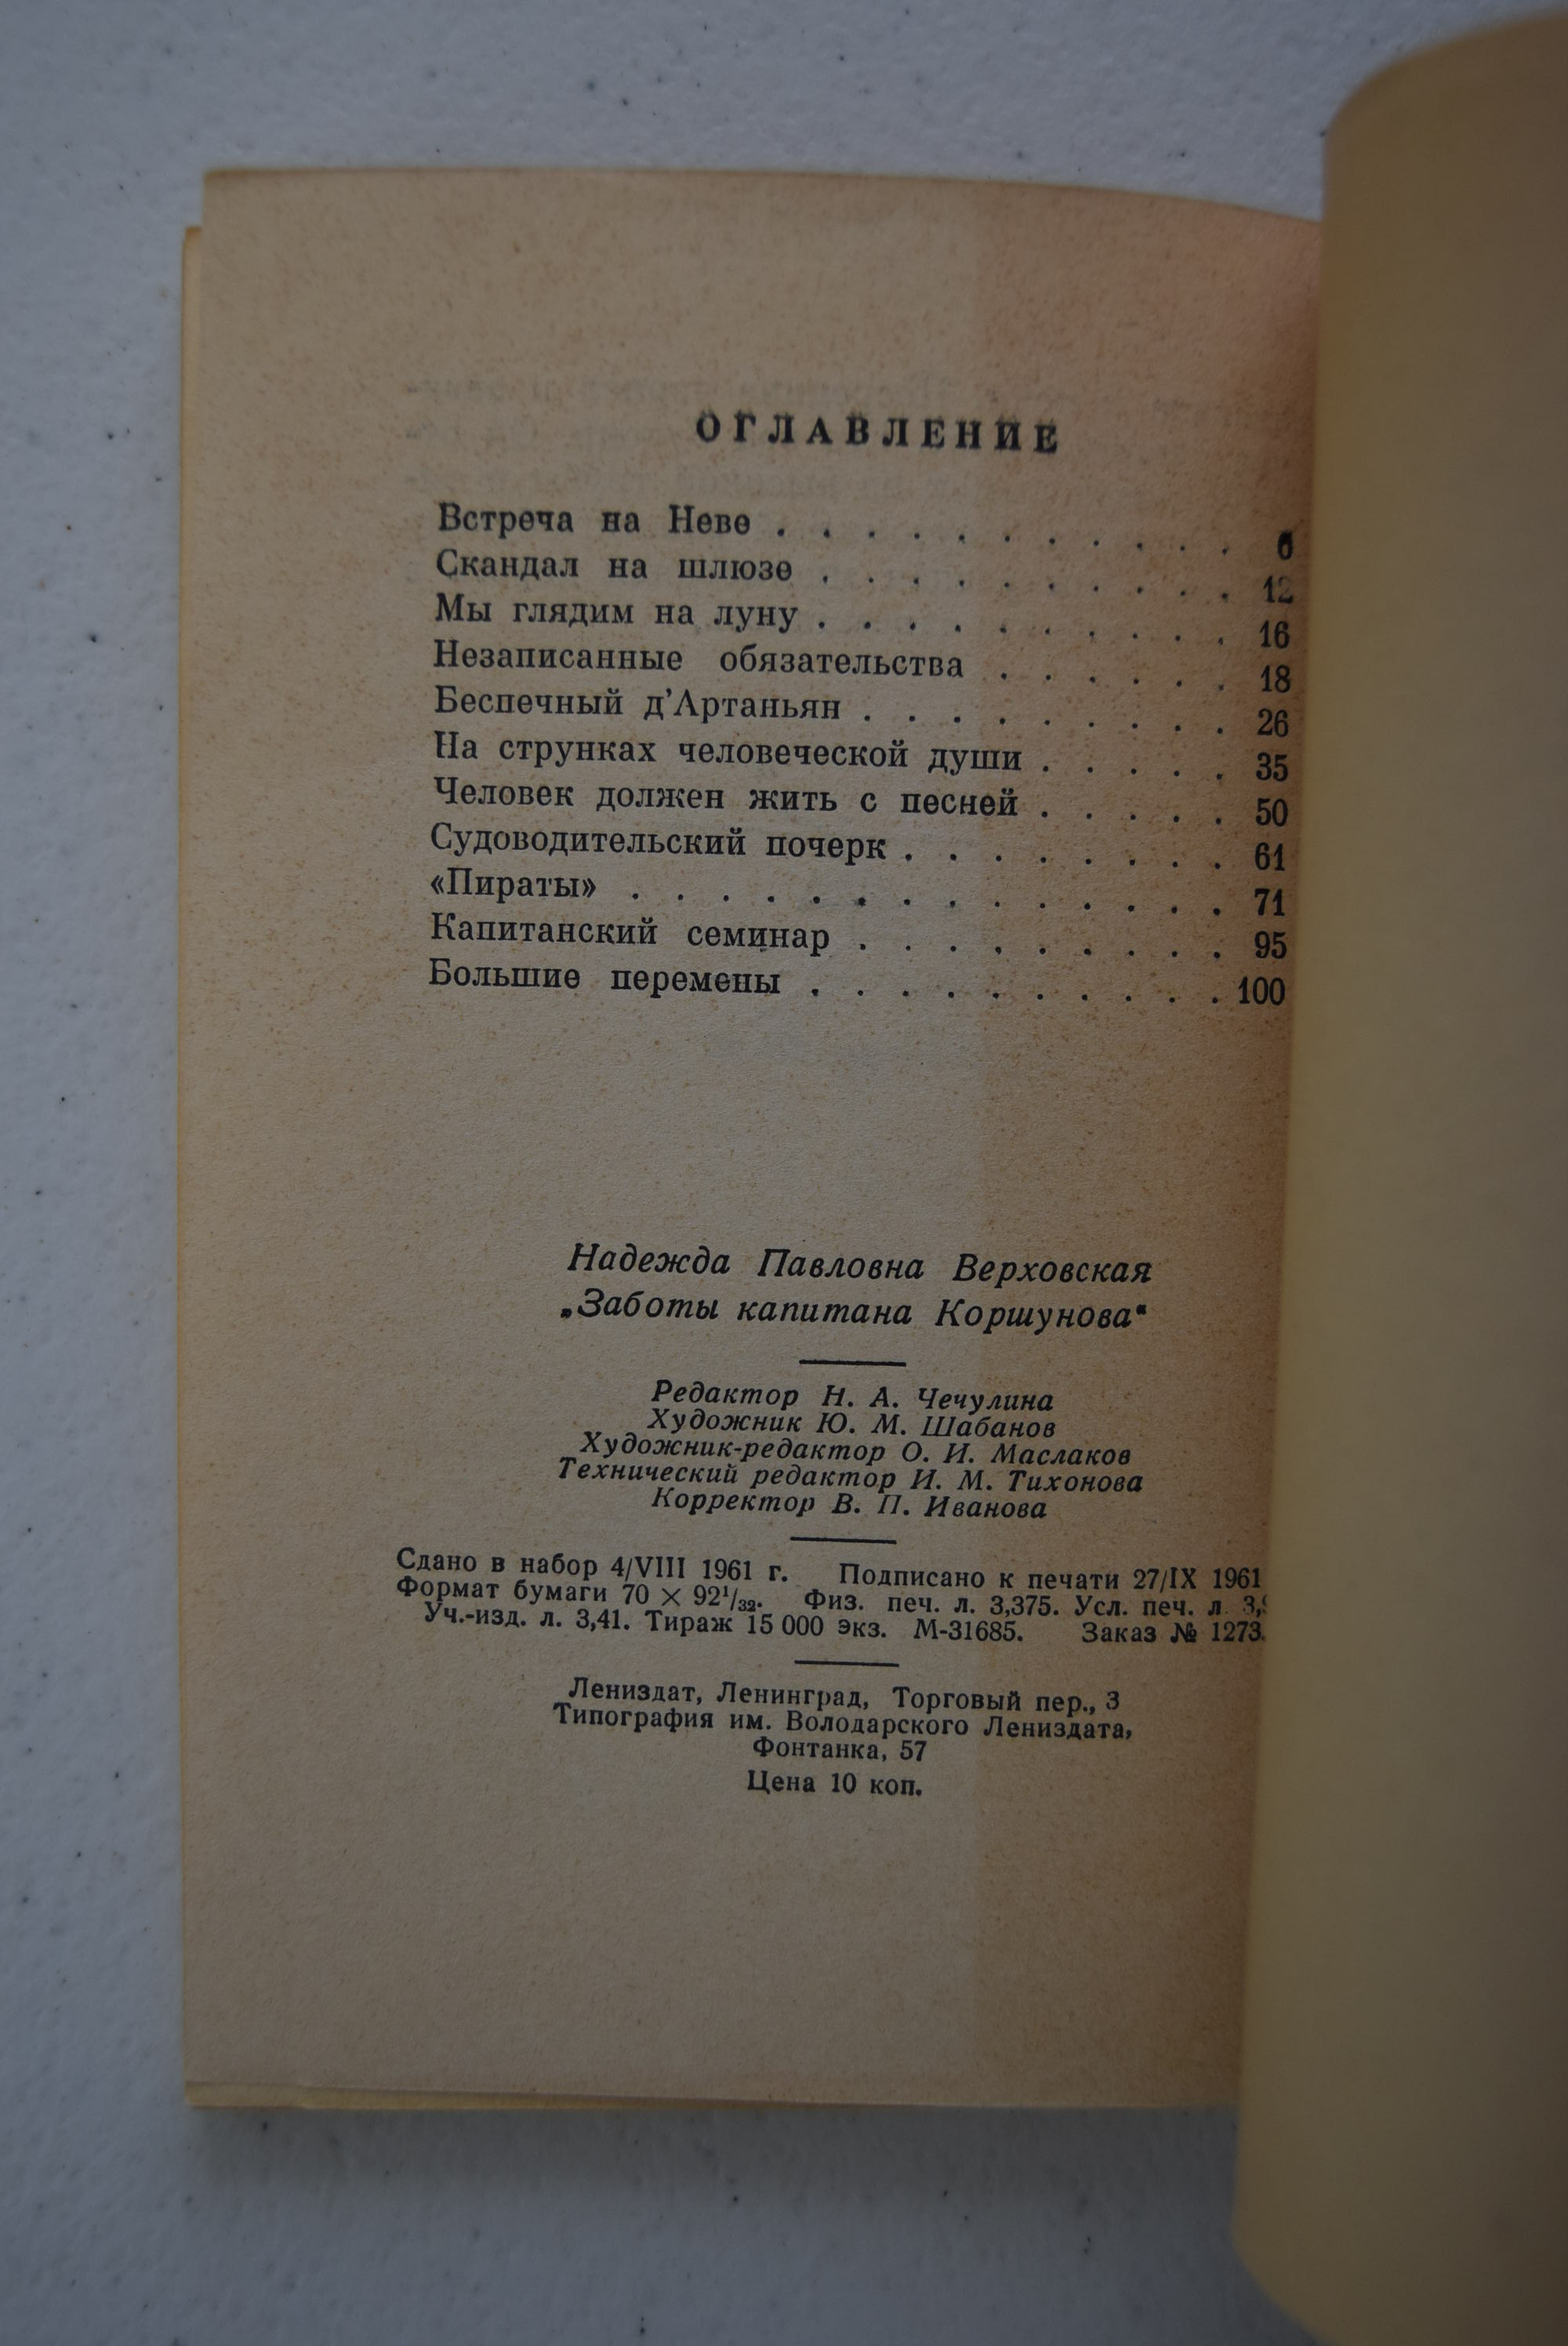 ОГЛАВЛЕНИЕ
Встреча на Неве . . . . . . . . . . . 6
Скандал на шлюзе . . . . . . . . . . 12
Мы глядим на луну . . . . . . . . . . 16
Незаписанные обязательства . . . . . . 18
Беспечный д’Артаньян . . . . . . . . . 26
На струнках человеческой души . . . . . 35
Человек должен жить с песней . . . . . 50
Судоводительский почерк . . . . . . . . 61
«Пираты» . . . . . . . . . . . . . . 71
Капитанский семинар . . . . . . . . . 95
Большие перемены . . . . . . . . . . 100
Надежда Павловна Верховская
„Заботы капитана Коршунова“
Редактор Н. А. Чечулина
Художник Ю. М. Шабанов
Художник-редактор О. И. Маслаков
Технический редактор И. М. Тихонова
Корректор В. П. Иванова
Сдано в набор 4/VIII 1961 г. Подписано к печати 27/IX 1961
Формат бумаги 70 × 92¹/₃₂. Физ. печ. л. 3,375. Усл. печ. л. 3,
Уч.-изд. л. 3,41. Тираж 15 000 экз. М-31685. Заказ № 1273.
Лениздат, Ленинград, Торговый пер., 3
Типография им. Володарского Лениздата,
Фонтанка, 57
Цена 10 коп.